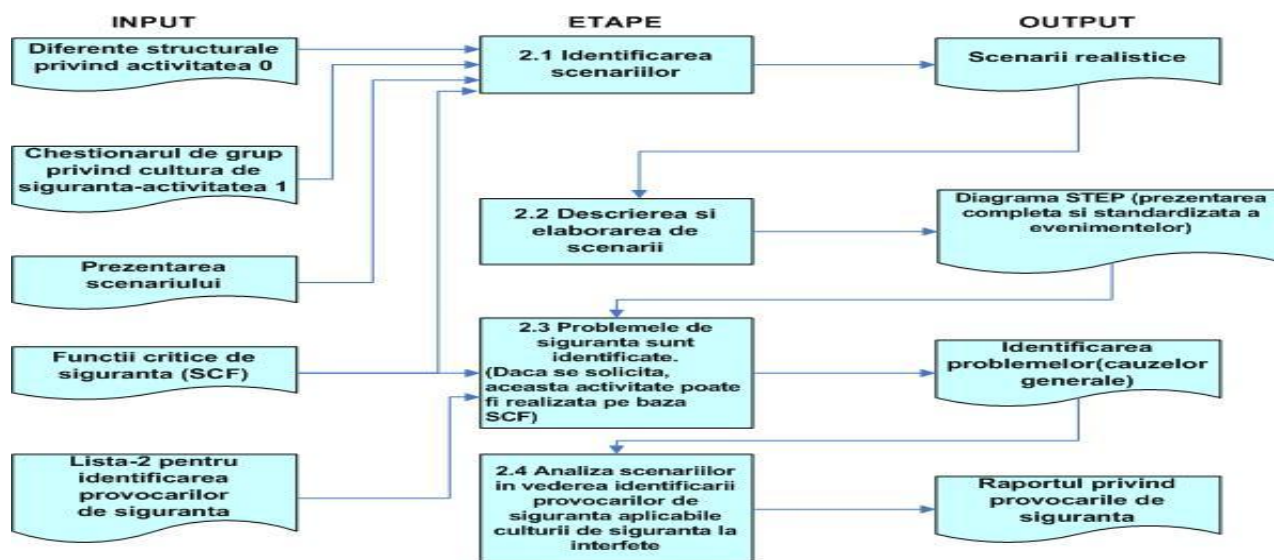 INPUT
ETAPE
OUTPUT
Diferente structurale
privind activitatea 0
2.1 Identificarea
scenariilor
Scenarii realistice
Chestionarul de grup
privind cultura de
siguranta-activitatea 1
2.2 Descrierea si
elaborarea de
scenarii
Diagrama STEP (prezentarea
completa si standardizata a
evenimentelor)
Prezentarea
scenariului
Functii critice de
siguranta (SCF)
2.3 Problemele de
siguranta sunt
identificate.
(Daca se solicita,
aceasta activitate poate
fi realizata pe baza
SCF)
Identificarea
problemelor(cauzelor
generale)
Lista-2 pentru
identificarea
provocarilor
de siguranta
2.4 Analiza scenariilor
in vederea identificarii
provocarilor de
siguranta aplicabile
culturii de siguranta la
interfete
Raportul privind
provocarile de
siguranta